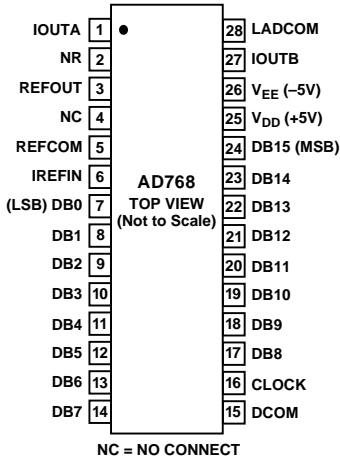 IOUTA 1 28 LADCOM
NR 2 27 IOUTB
REFOUT 3 26 VEE (–5V)
NC 4 25 VDD (+5V)
REFCOM 5 24 DB15 (MSB)
IREFIN 6 23 DB14
(LSB) DB0 7 22 DB13
DB1 8 21 DB12
DB2 9 20 DB11
DB3 10 19 DB10
DB4 11 18 DB9
DB5 12 17 DB8
DB6 13 16 CLOCK
DB7 14 15 DCOM
AD768
TOP VIEW
(Not to Scale)
NC = NO CONNECT